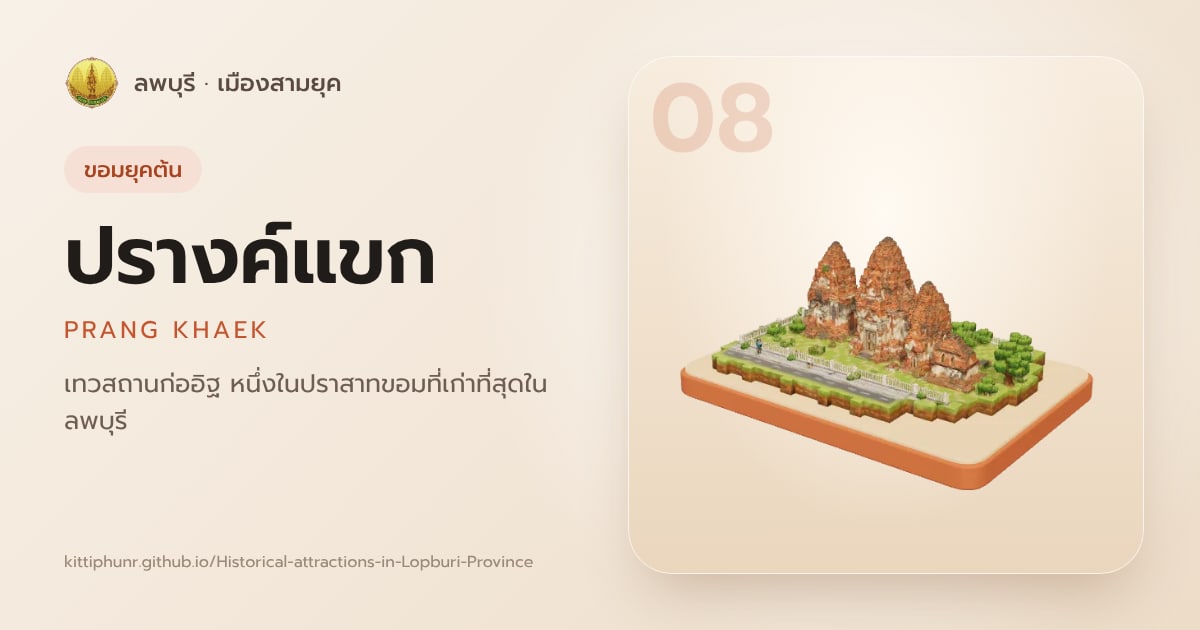 ลพบุรี · เมืองสามยุค
ขอมยุคต้น
ปรางค์แขก
PRANG KHAEK
เทวสถานก่ออิฐ หนึ่งในปราสาทขอมที่เก่าที่สุดใน
ลพบุรี
kittiphunr.github.io/Historical-attractions-in-Lopburi-Province
08